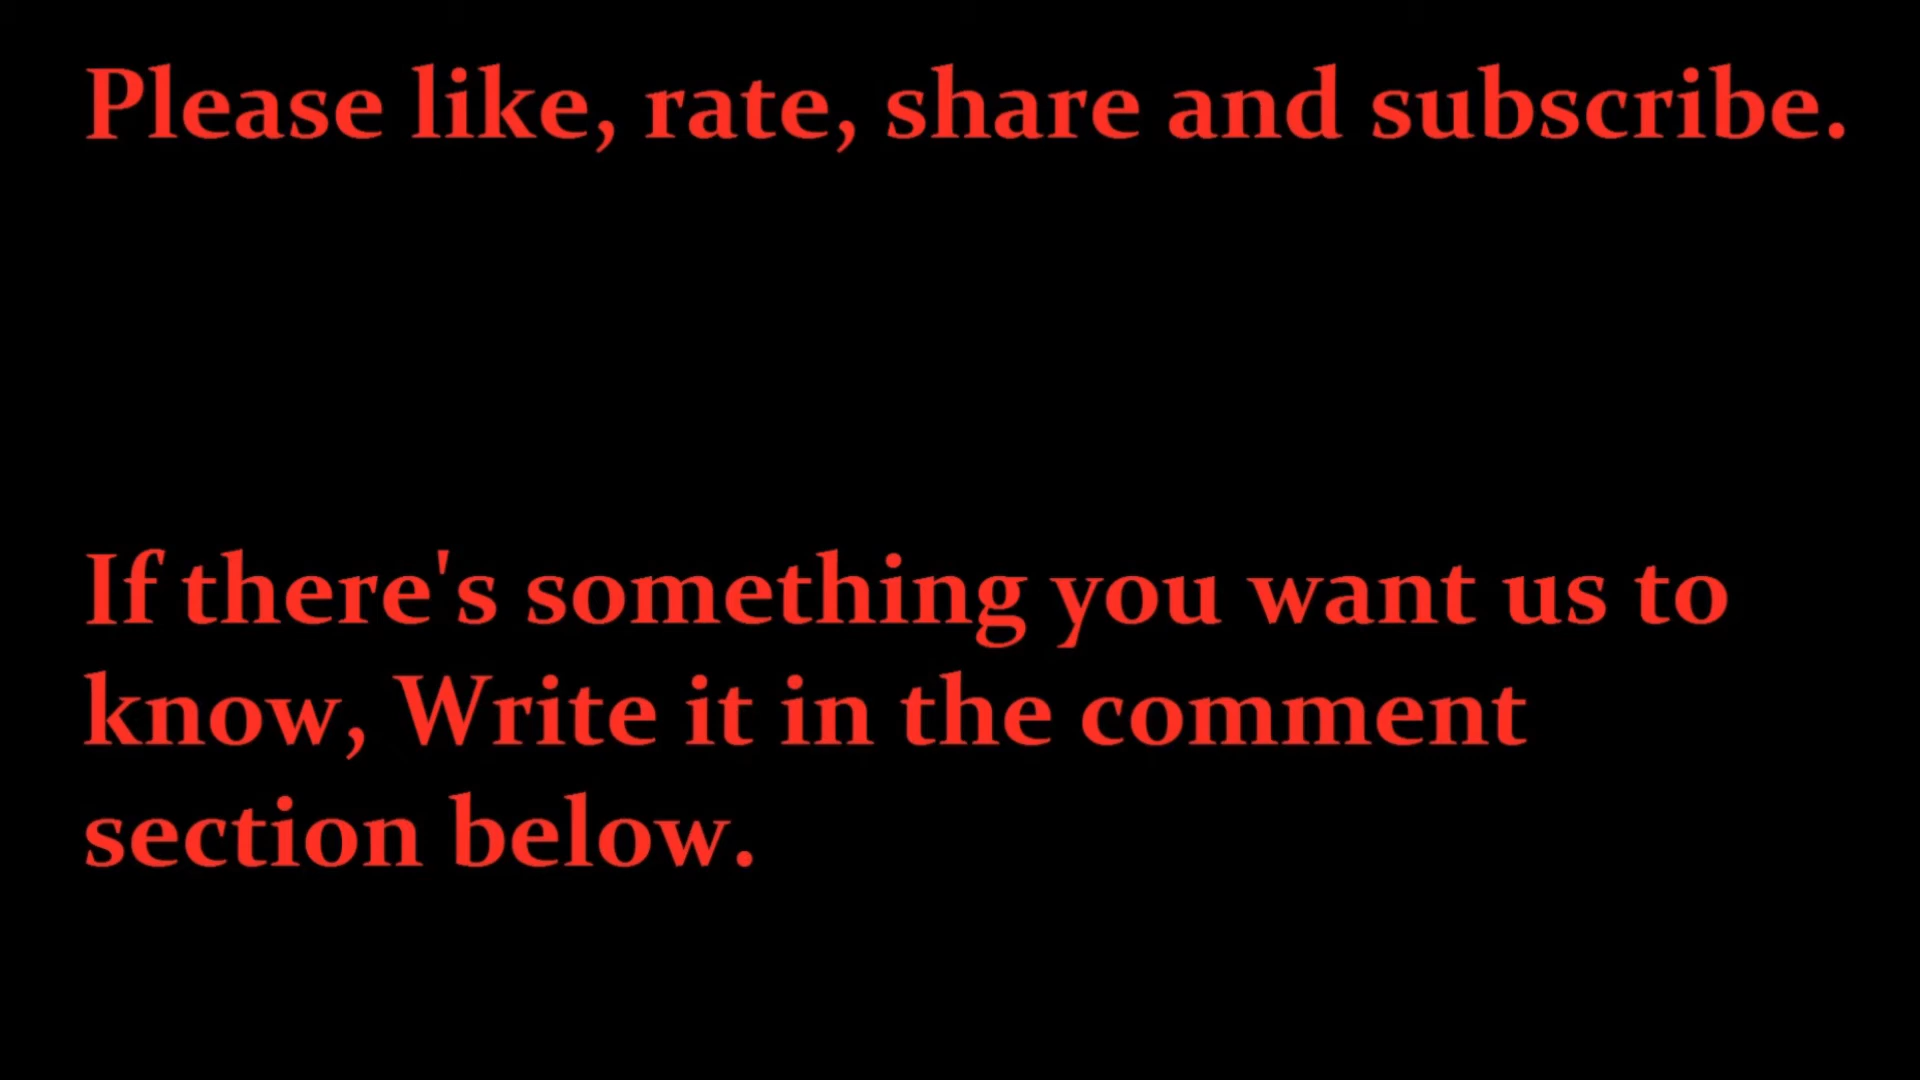 Please like, rate, share and subscribe.
If there's something you want us to
know, Write it in the comment
section below.